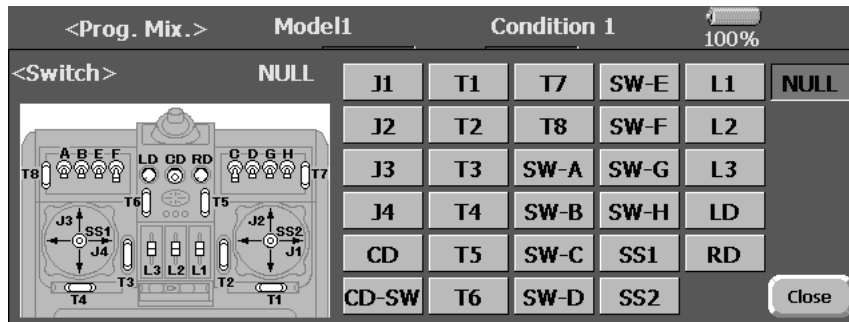 <Prog. Mix.> Model1 Condition 1 100%
<Switch> NULL
J1 T1 T7 SW-E L1 NULL
J2 T2 T8 SW-F L2
J3 T3 SW-A SW-G L3
J4 T4 SW-B SW-H LD
CD T5 SW-C SS1 RD
CD-SW T6 SW-D SS2 Close
A B E F LD CD RD C D G H
T8 T7
T6 T5
J3 SS1 J4 J2 SS2 J1
L3 L2 L1
T3 T2
T4 T1